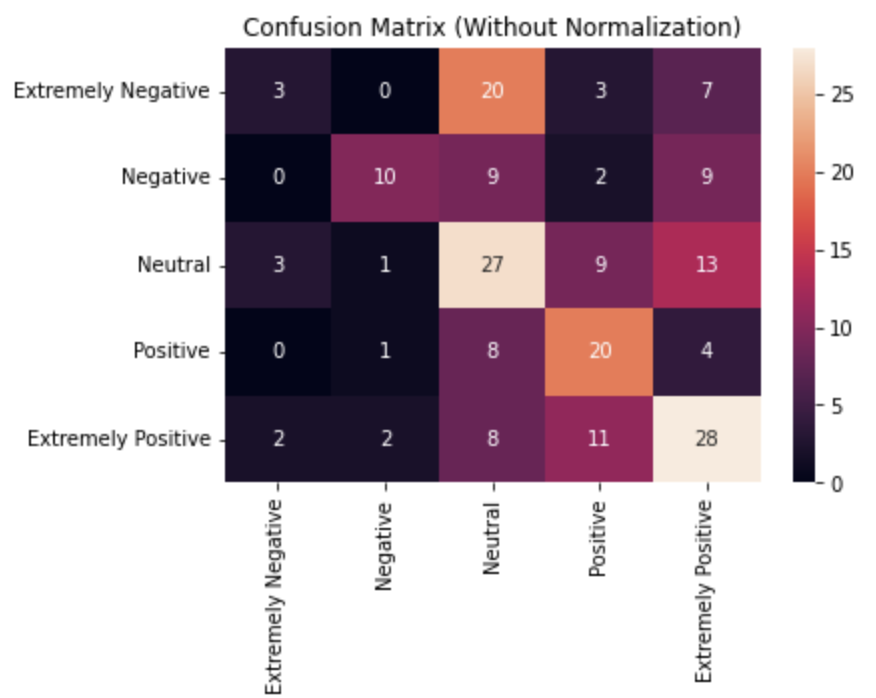 Confusion Matrix (Without Normalization)
Extremely Negative 3 0 20 3 7
Negative 0 10 9 2 9
Neutral 3 1 27 9 13
Positive 0 1 8 20 4
Extremely Positive 2 2 8 11 28
Extremely Negative
Negative
Neutral
Positive
Extremely Positive
25
20
15
10
5
0